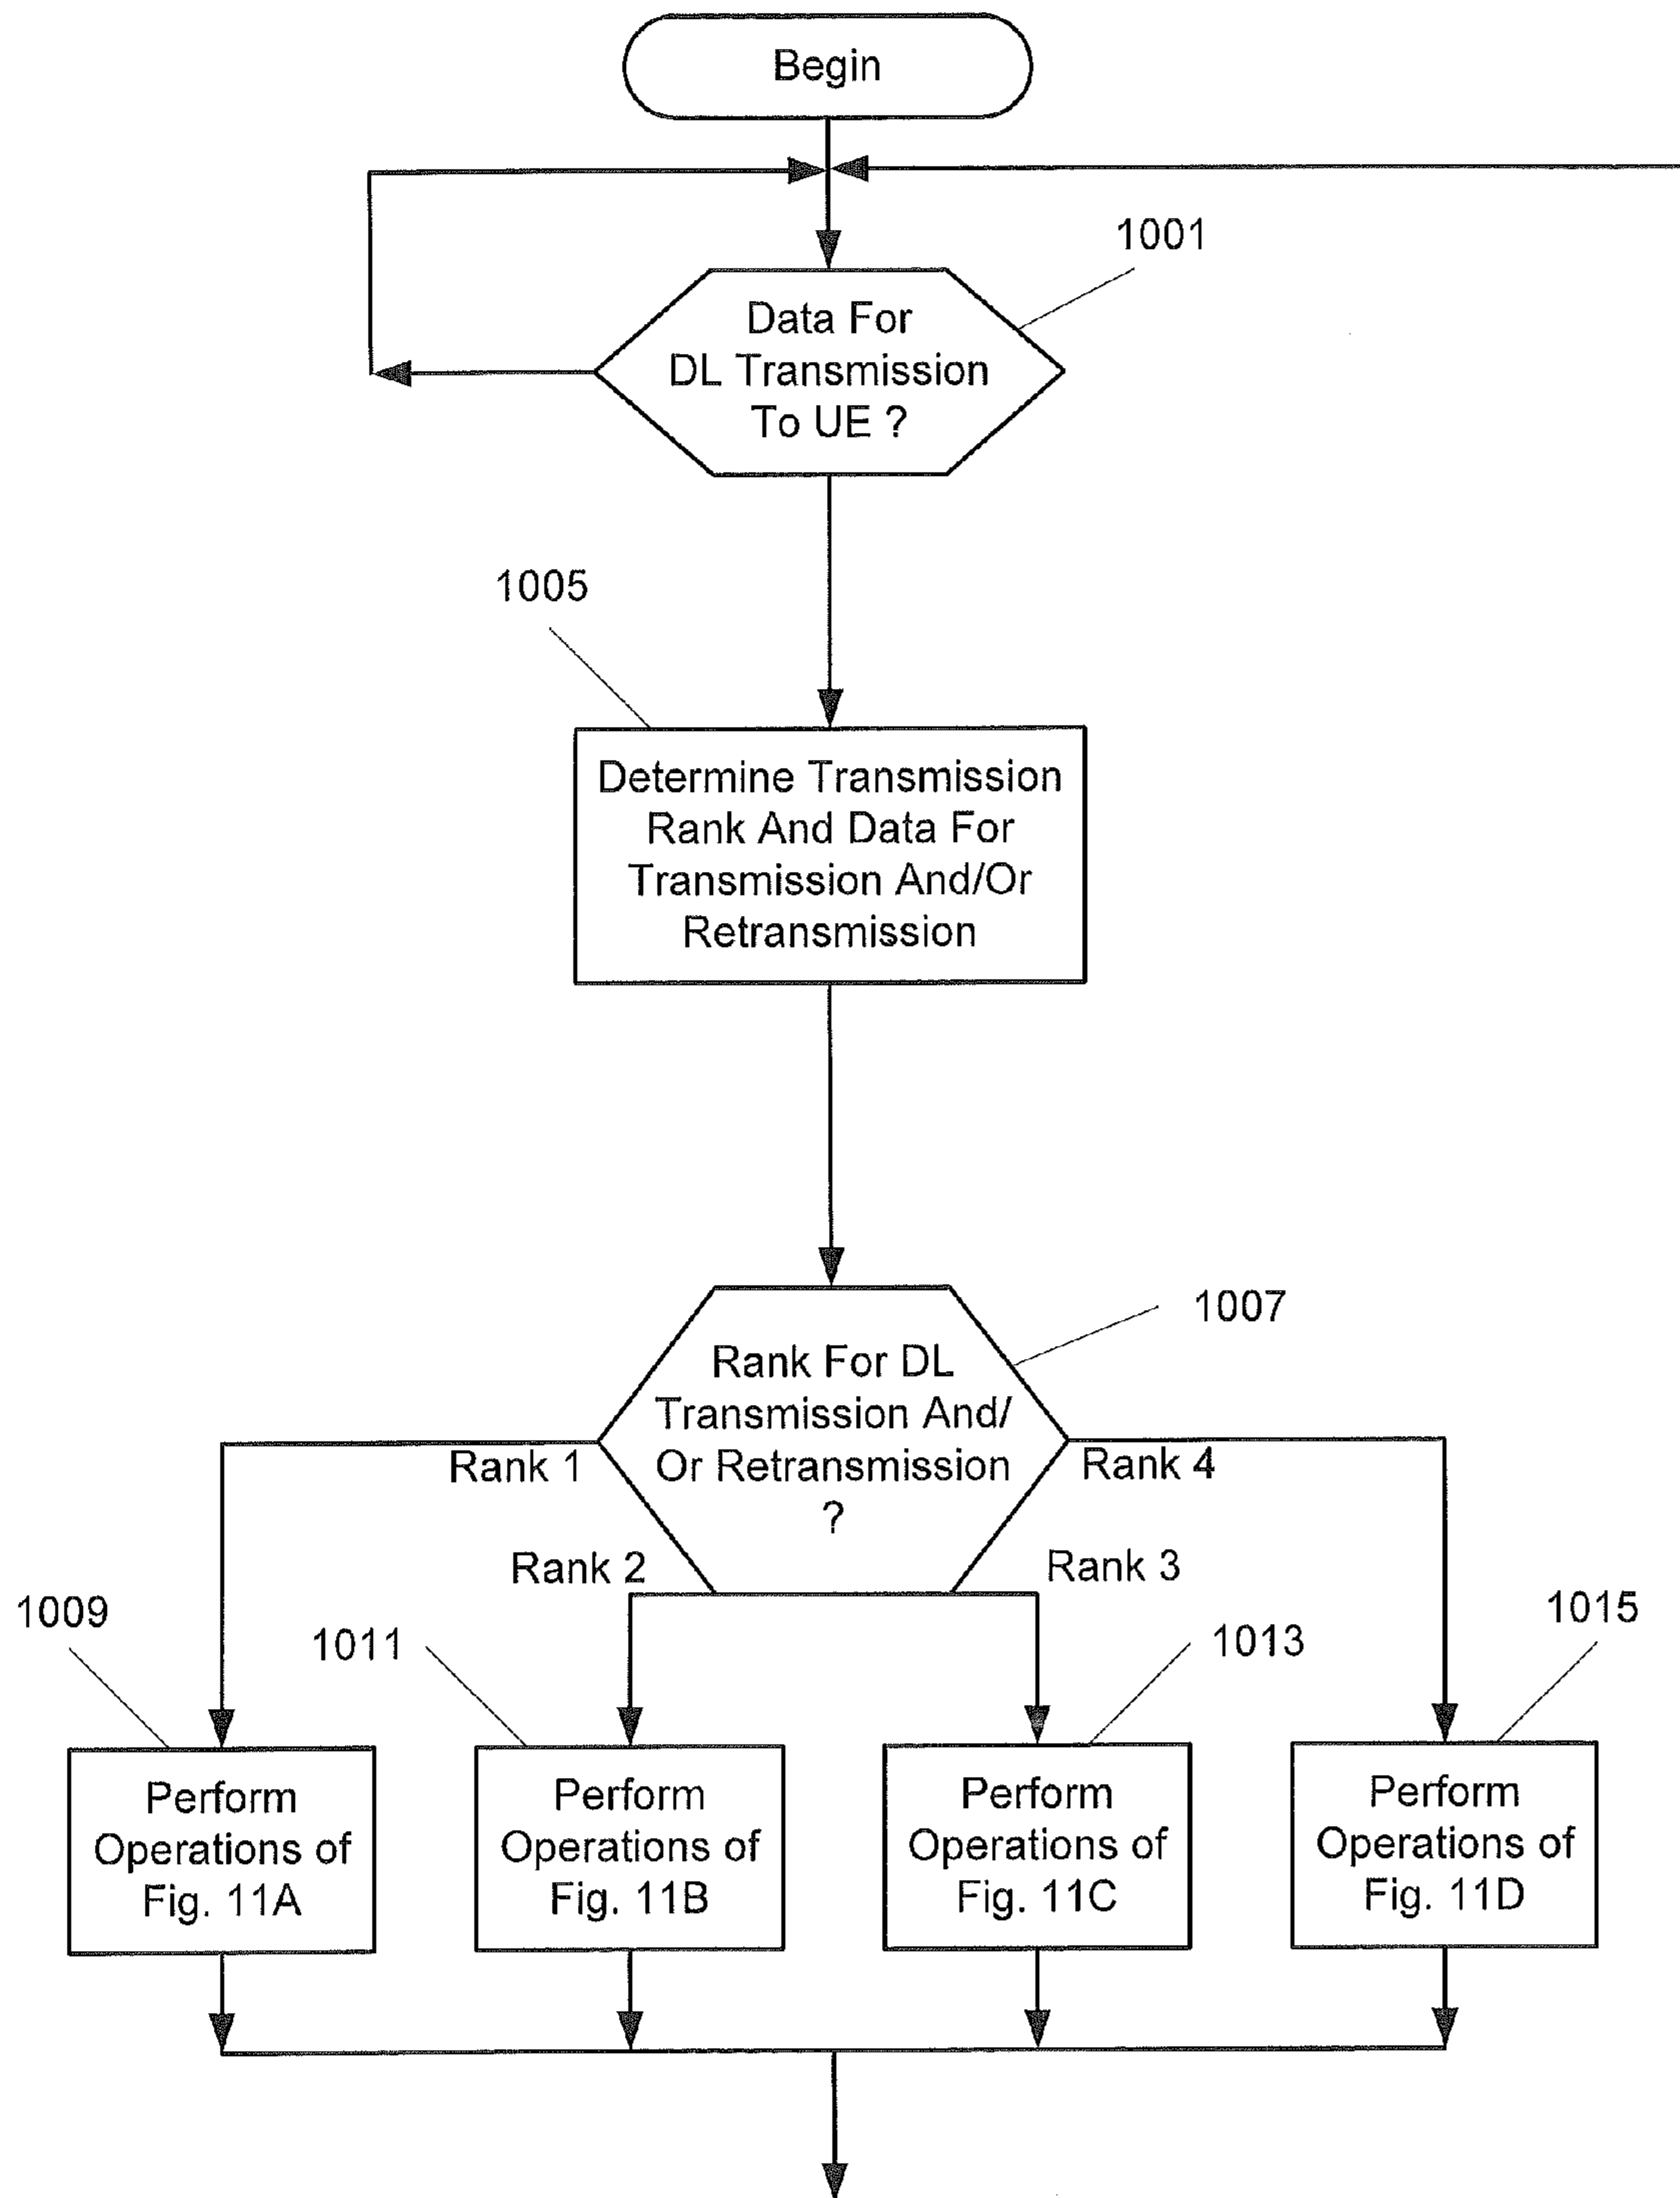 Begin
1001
Data For
DL Transmission
To UE ?
1005
Determine Transmission
Rank And Data For
Transmission And/Or
Retransmission
1007
Rank For DL
Transmission And/
Or Retransmission
?
Rank 1
Rank 4
Rank 2
Rank 3
1009
1011
1013
1015
Perform
Operations of
Fig. 11A
Perform
Operations of
Fig. 11B
Perform
Operations of
Fig. 11C
Perform
Operations of
Fig. 11D